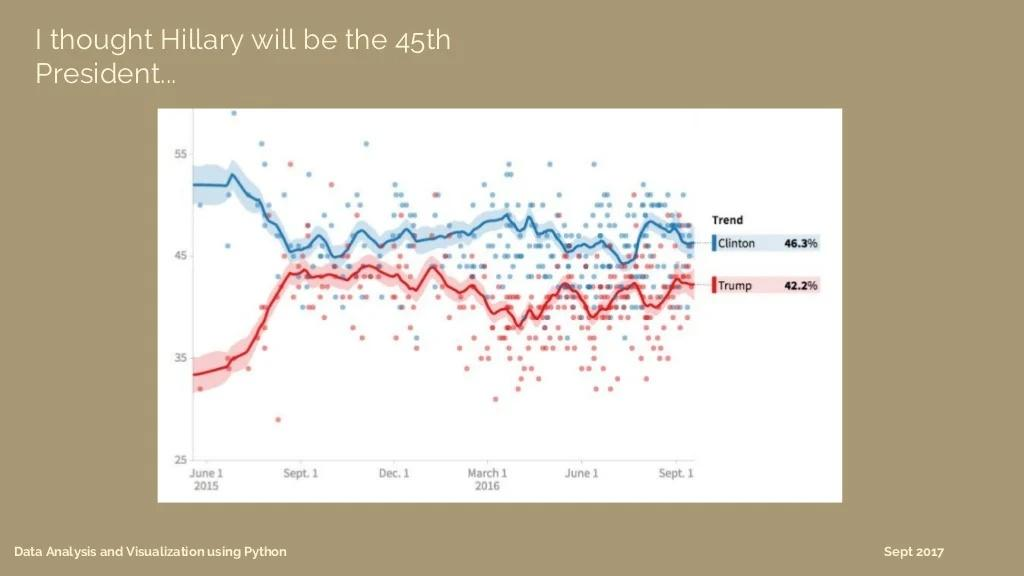 I thought Hillary will be the 45th
President...
55
45
35
25
June 1
2015
Sept. 1
Dec. 1
March 1
2016
June 1
Sept. 1
Trend
Clinton 46.3%
Trump 42.2%
Data Analysis and Visualization using Python
Sept 2017